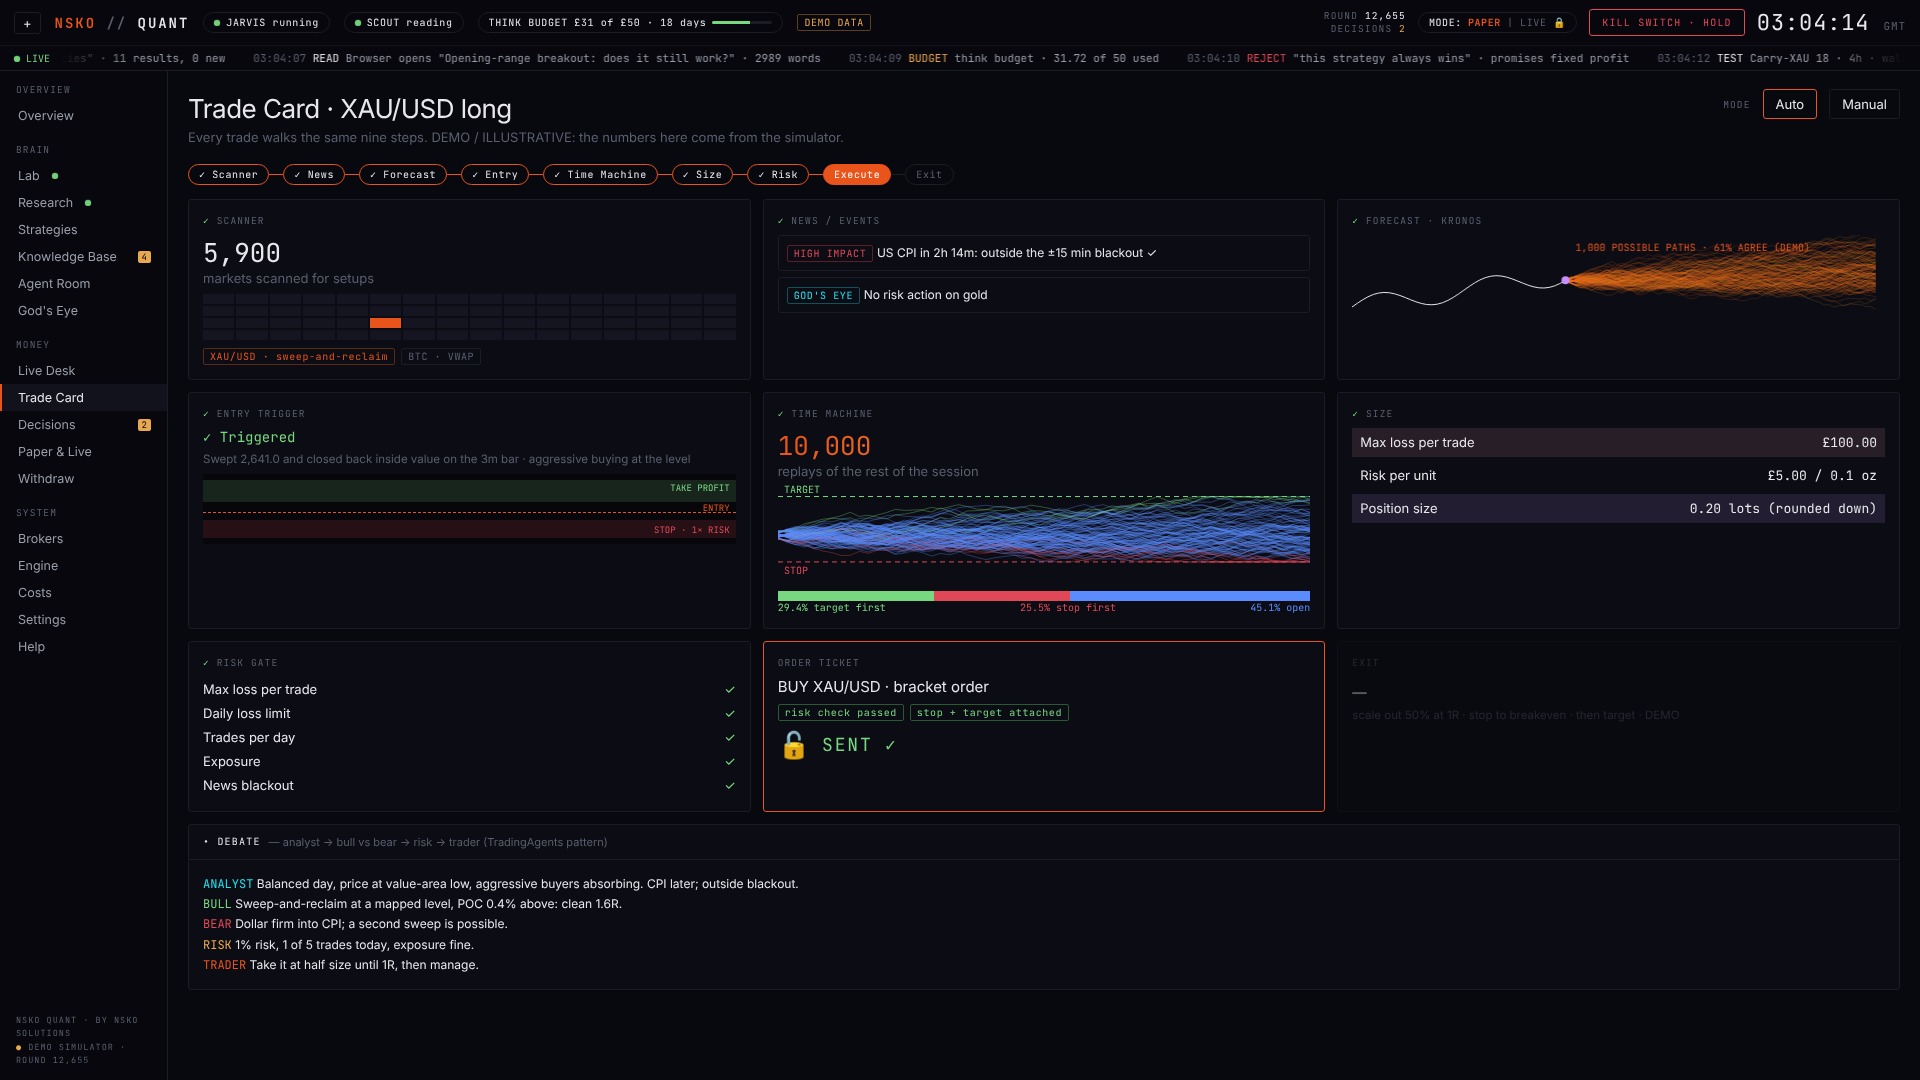 + NSKO // QUANT JARVIS running SCOUT reading THINK BUDGET £31 of £50 · 18 days DEMO DATA
ROUND 12,655
DECISIONS 2
MODE: PAPER | LIVE KILL SWITCH · HOLD 03:04:14 GMT
LIVE · 11 results, 0 new 03:04:07 READ Browser opens "Opening-range breakout: does it still work?" · 2989 words 03:04:09 BUDGET think budget · 31.72 of 50 used 03:04:10 REJECT "this strategy always wins" · promises fixed profit 03:04:12 TEST Carry-XAU 18 · 4h ·
OVERVIEW
Overview
BRAIN
Lab
Research
Strategies
Knowledge Base 4
Agent Room
God's Eye
MONEY
Live Desk
Trade Card
Decisions 2
Paper & Live
Withdraw
SYSTEM
Brokers
Engine
Costs
Settings
Help
NSKO QUANT · BY NSKO
SOLUTIONS
DEMO SIMULATOR ·
ROUND 12,655
Trade Card · XAU/USD long
Every trade walks the same nine steps. DEMO / ILLUSTRATIVE: the numbers here come from the simulator.
MODE Auto Manual
✓ Scanner ✓ News ✓ Forecast ✓ Entry ✓ Time Machine ✓ Size ✓ Risk Execute Exit
✓ SCANNER
5,900
markets scanned for setups
XAU/USD · sweep-and-reclaim BTC · VWAP
✓ NEWS / EVENTS
HIGH IMPACT US CPI in 2h 14m: outside the ±15 min blackout ✓
GOD'S EYE No risk action on gold
✓ FORECAST · KRONOS
1,000 POSSIBLE PATHS · 61% AGREE (DEMO)
✓ ENTRY TRIGGER
✓ Triggered
Swept 2,641.0 and closed back inside value on the 3m bar · aggressive buying at the level
TAKE PROFIT
ENTRY
STOP · 1× RISK
✓ TIME MACHINE
10,000
replays of the rest of the session
TARGET
STOP
29.4% target first 25.5% stop first 45.1% open
✓ SIZE
Max loss per trade £100.00
Risk per unit £5.00 / 0.1 oz
Position size 0.20 lots (rounded down)
✓ RISK GATE
Max loss per trade ✓
Daily loss limit ✓
Trades per day ✓
Exposure ✓
News blackout ✓
ORDER TICKET
BUY XAU/USD · bracket order
risk check passed stop + target attached
SENT ✓
EXIT
—
scale out 50% at 1R · stop to breakeven · then target · DEMO
• DEBATE — analyst → bull vs bear → risk → trader (TradingAgents pattern)
ANALYST Balanced day, price at value-area low, aggressive buyers absorbing. CPI later; outside blackout.
BULL Sweep-and-reclaim at a mapped level, POC 0.4% above: clean 1.6R.
BEAR Dollar firm into CPI; a second sweep is possible.
RISK 1% risk, 1 of 5 trades today, exposure fine.
TRADER Take it at half size until 1R, then manage.